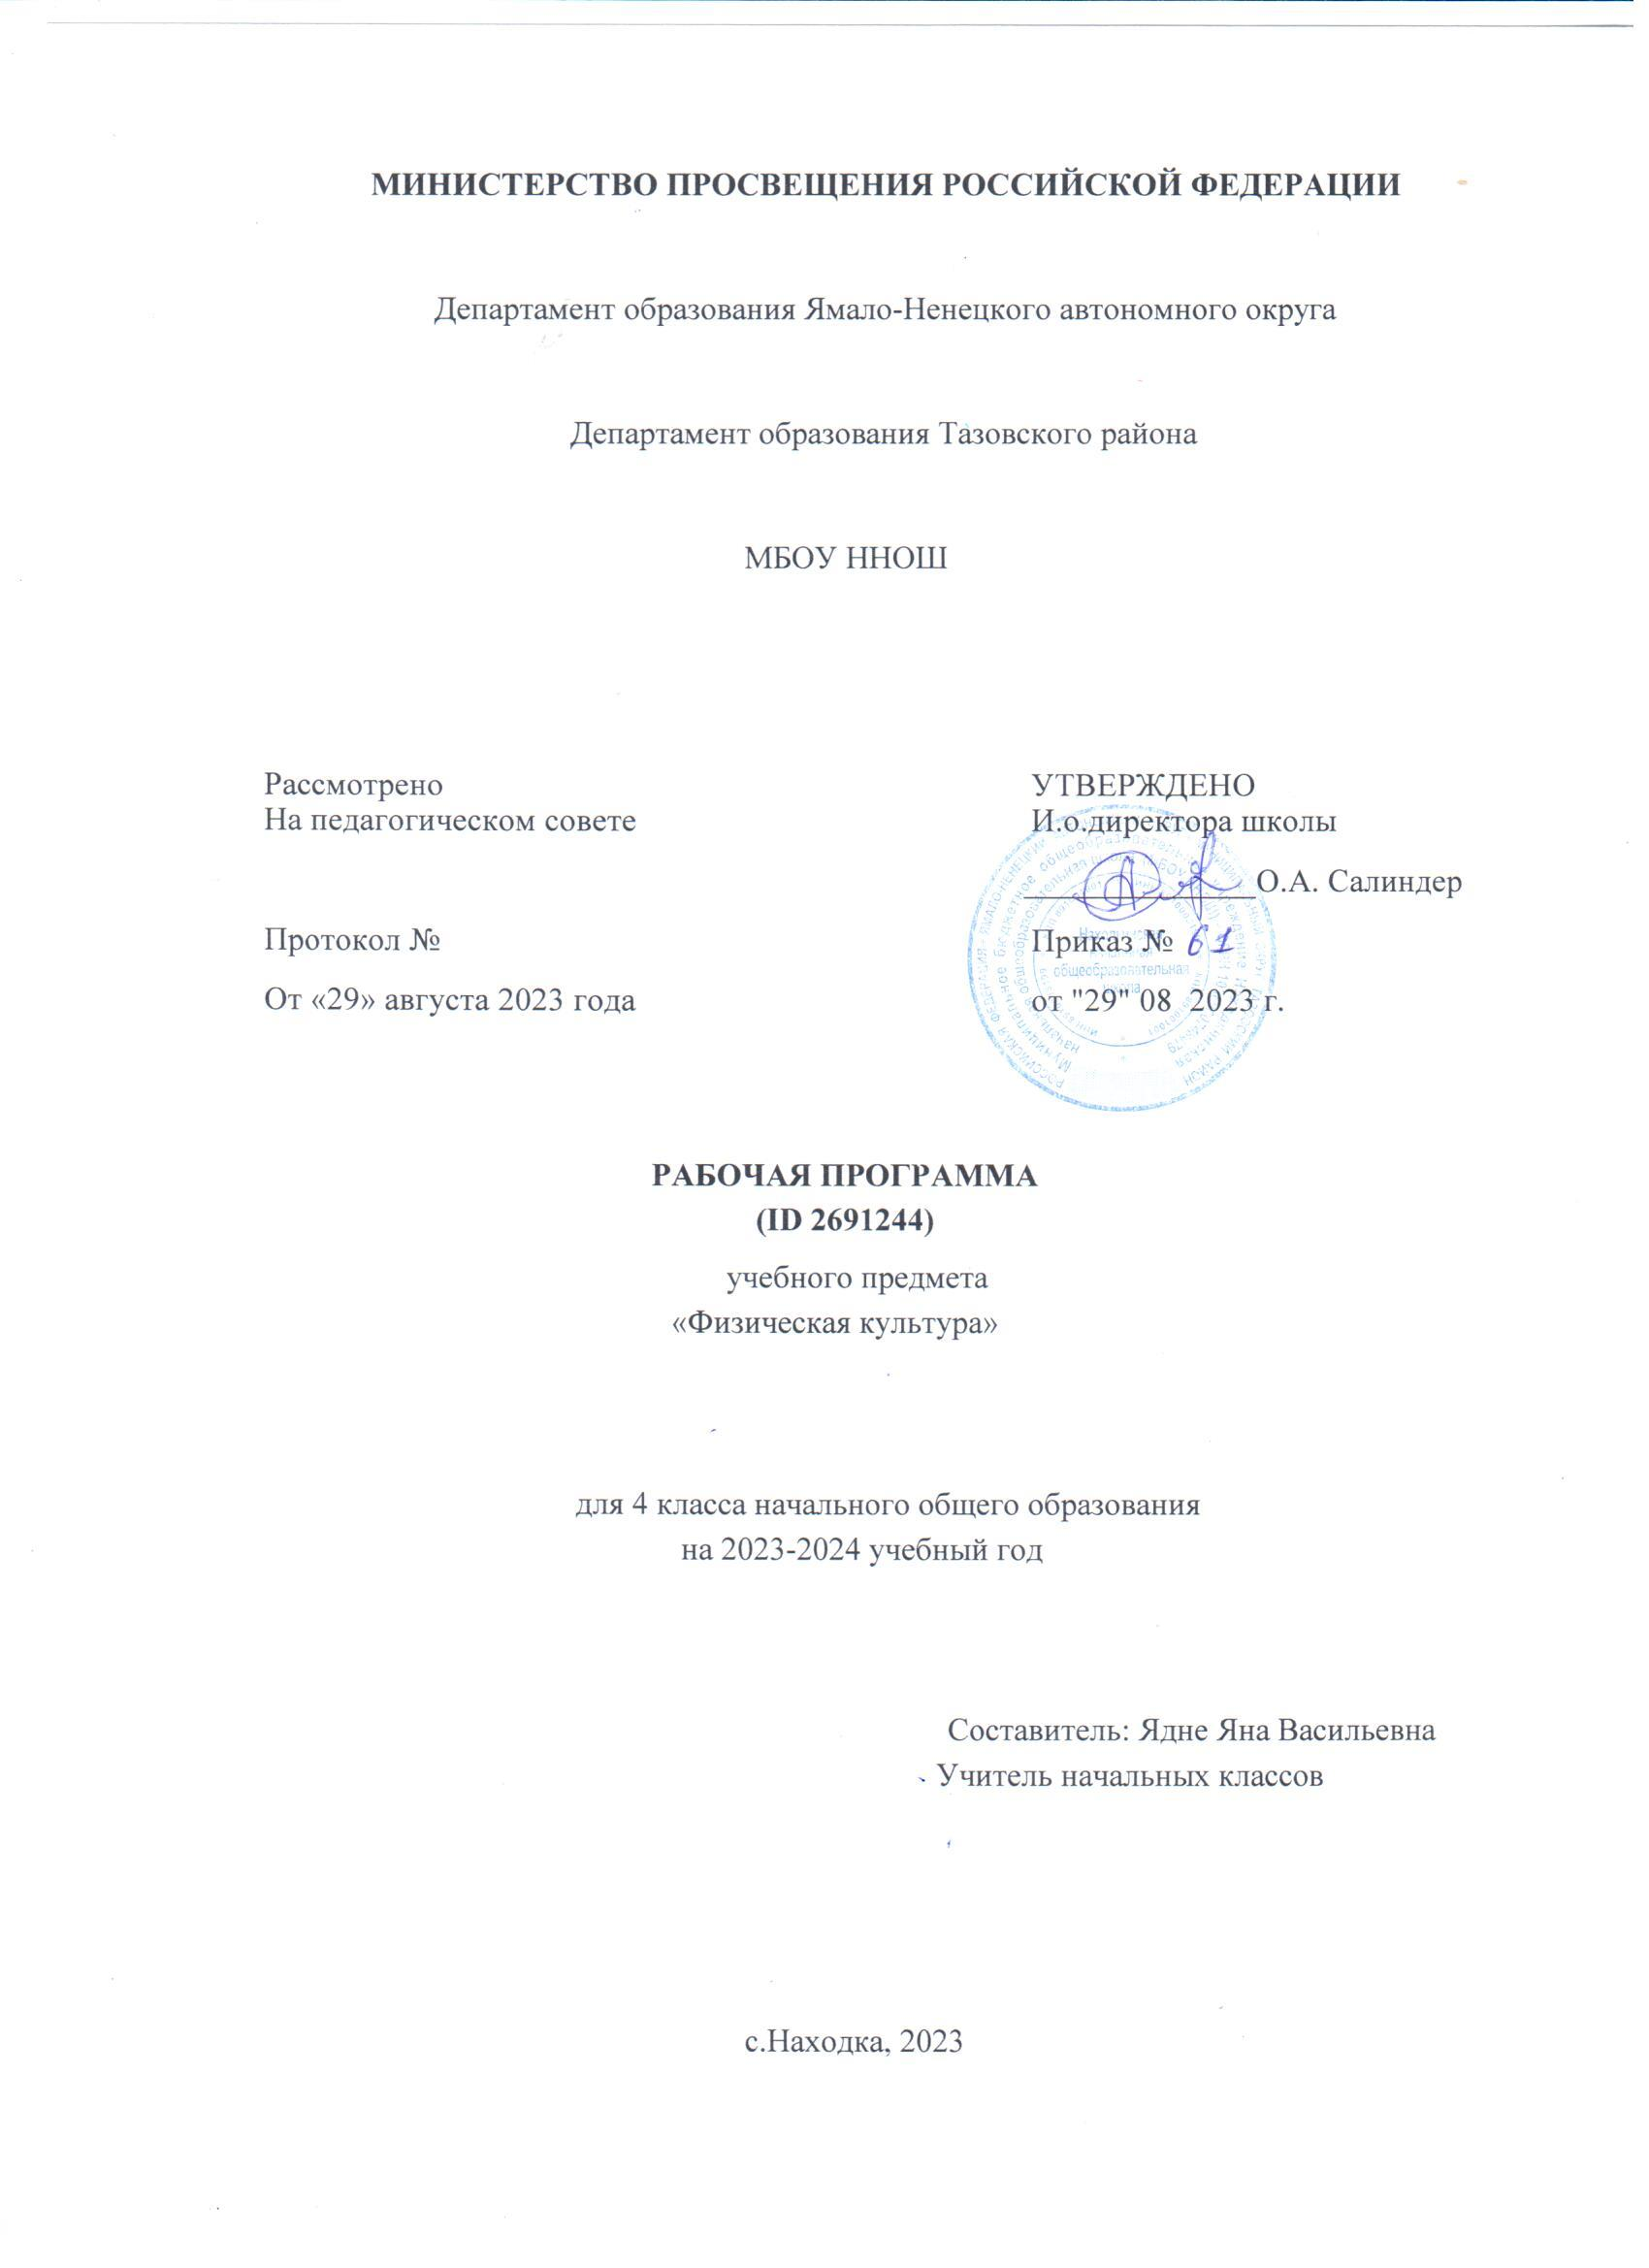 МИНИСТЕРСТВО ПРОСВЕЩЕНИЯ РОССИЙСКОЙ ФЕДЕРАЦИИ
Департамент образования Ямало-Ненецкого автономного округа
Департамент образования Тазовского района
МБОУ ННОШ
Рассмотрено
На педагогическом совете
Протокол №
От «29» августа 2023 года
УТВЕРЖДЕНО
И.о.директора школы
О.А. Салиндер
Приказ № 61
от "29" 08 2023 г.
общеобразовательная
школа
РАБОЧАЯ ПРОГРАММА
(ID 2691244)
учебного предмета
«Физическая культура»
для 4 класса начального общего образования
на 2023-2024 учебный год
Составитель: Ядне Яна Васильевна
Учитель начальных классов
с.Находка, 2023